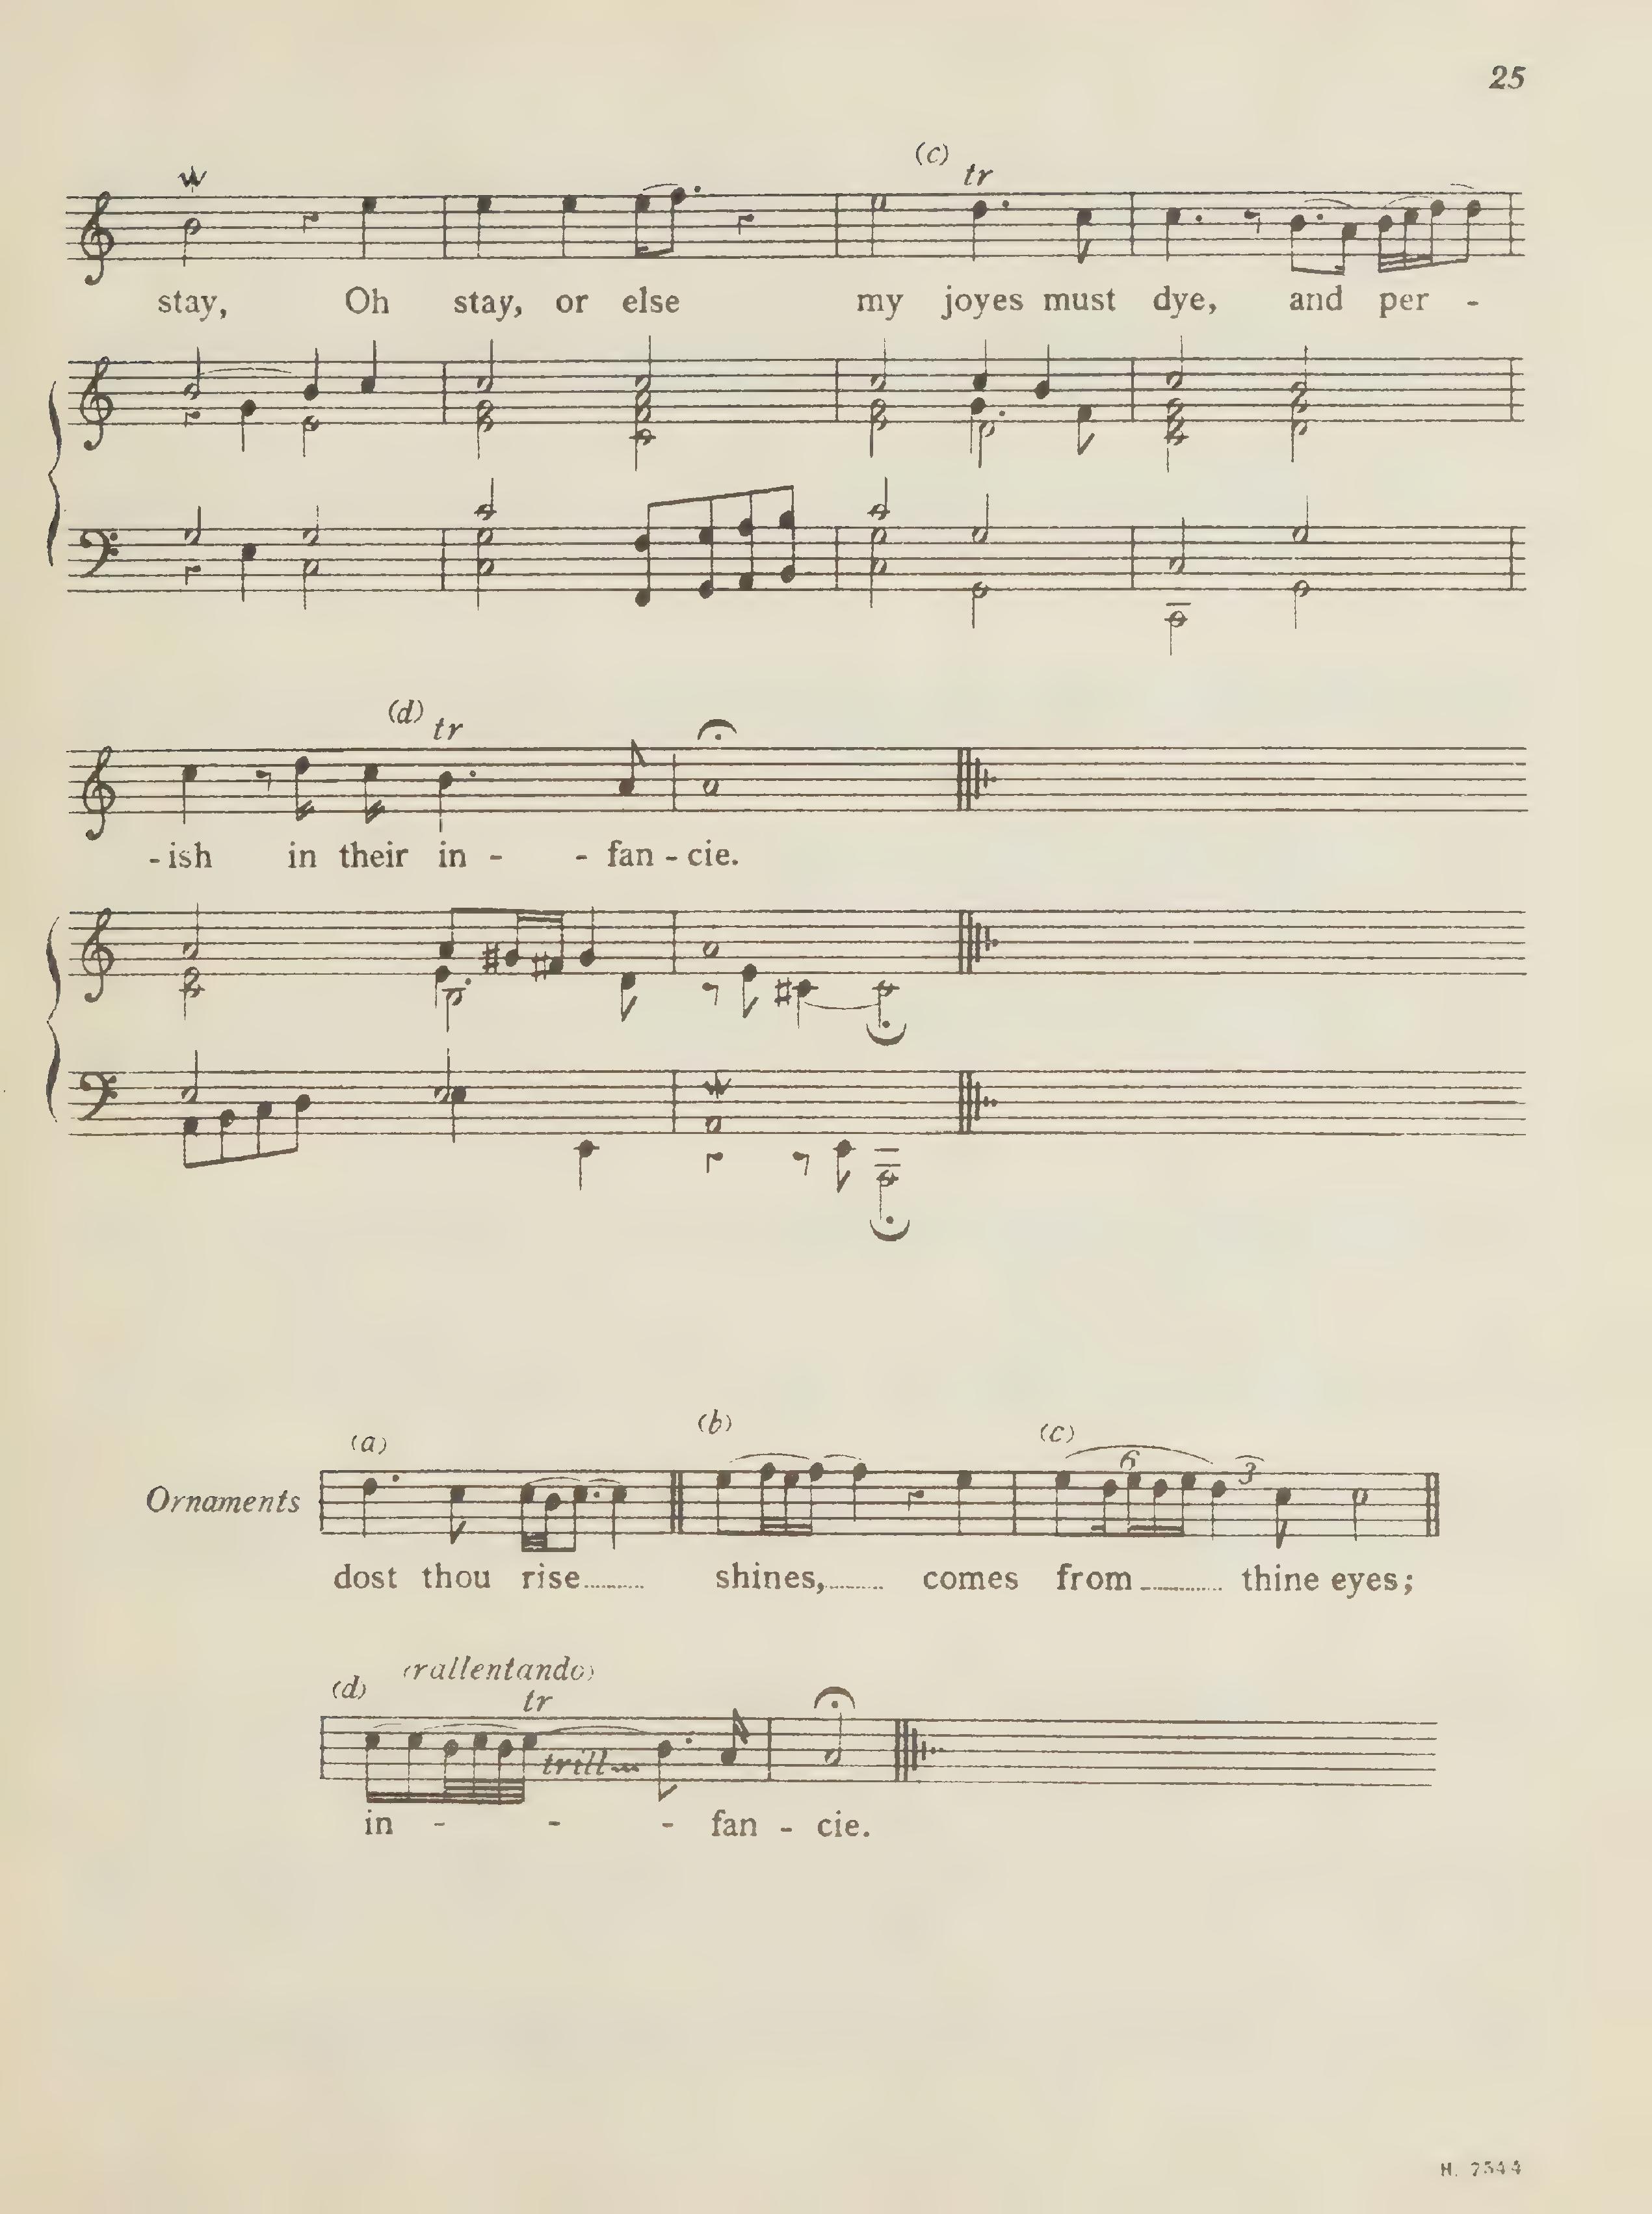 25
(c)
tr
stay, Oh stay, or else my joyes must dye, and per -
(d) tr
- ish in their in - - fan - cie.
(a) (b) (c)
6 3
Ornaments
dost thou rise......... shines,........ comes from............ thine eyes;
(rallentando)
(d) tr
trill
in - - - fan - cie.
H. 7544